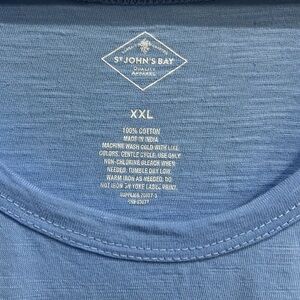 ST JOHN'S BAY
QUALITY
APPAREL
XXL
100% COTTON
MADE IN INDIA
MACHINE WASH COLD WITH LIKE
COLORS, GENTLE CYCLE, USE ONLY
NON-CHLORINE BLEACH WHEN
NEEDED, TUMBLE DRY LOW,
WARM IRON AS NEEDED, DO
NOT IRON ON YOKE LABEL PRINT.